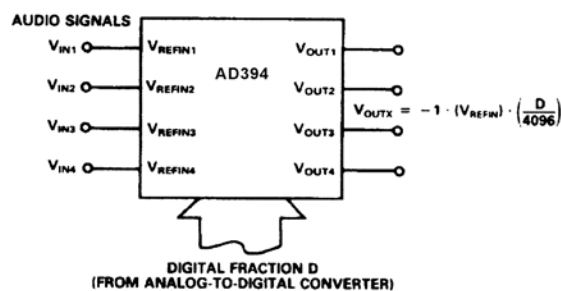 AUDIO SIGNALS
VIN1 VREFIN1 AD394 VOUT1
VIN2 VREFIN2 VOUT2
VOUTX = −1 · (VREFIN) · (D/4096)
VIN3 VREFIN3 VOUT3
VIN4 VREFIN4 VOUT4
DIGITAL FRACTION D
(FROM ANALOG-TO-DIGITAL CONVERTER)